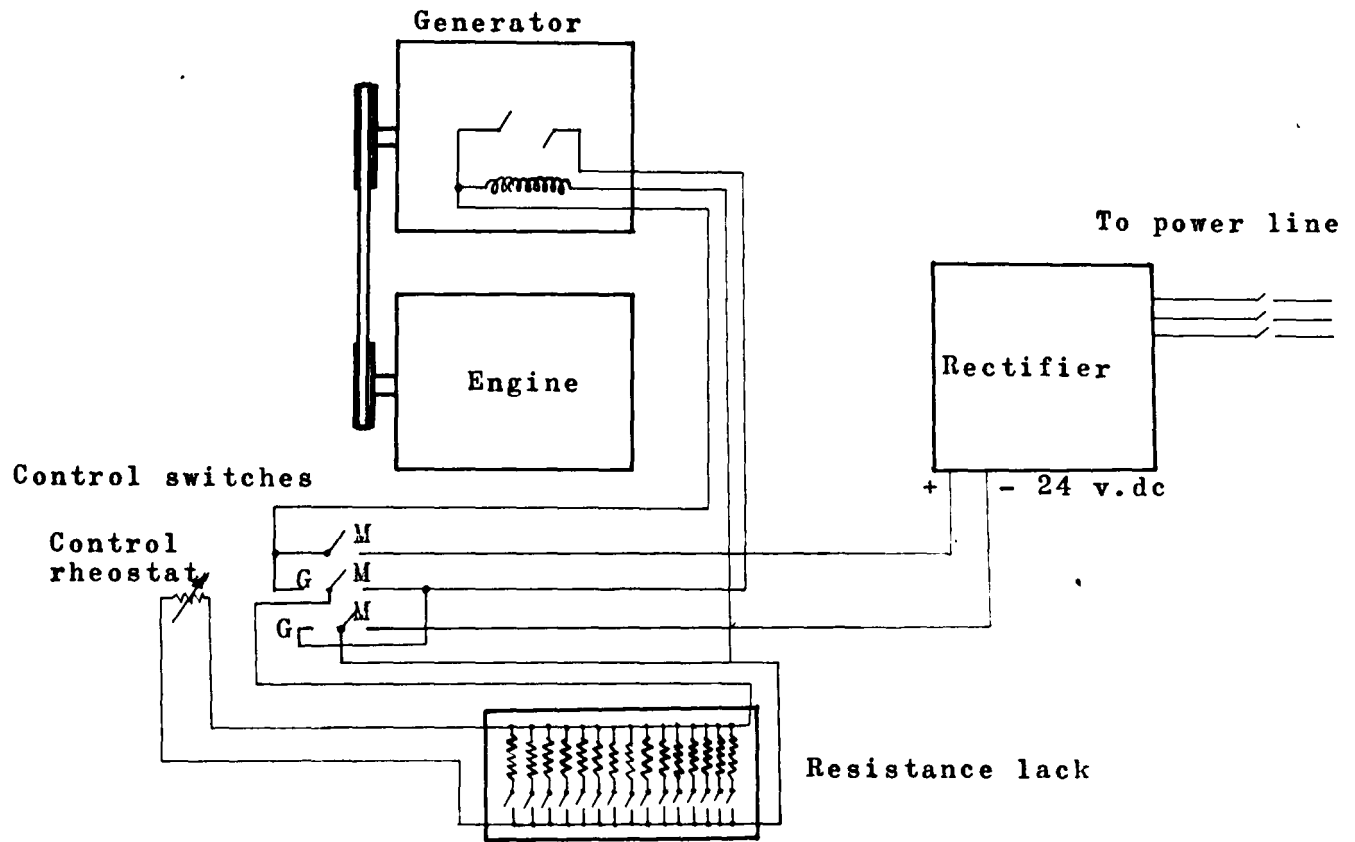 Generator
To power line
Rectifier
Engine
+ - 24 v.dc
Control switches
Control
rheostat
M
G M
M
G
Resistance lack